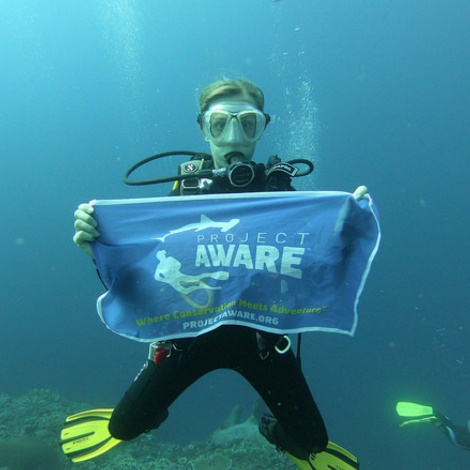 PROJECT
AWARE
Where Conservation Meets Adventure
PROJECTAWARE.ORG